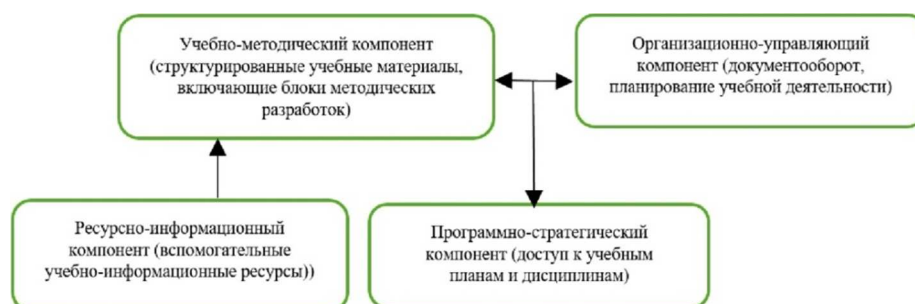 Учебно-методический компонент
(структурированные учебные материалы,
включающие блоки методических
разработок)
Организационно-управляющий
компонент (документооборот,
планирование учебной деятельности)
Ресурсно-информационный
компонент (вспомогательные
учебно-информационные ресурсы))
Программно-стратегический
компонент (доступ к учебным
планам и дисциплинам)